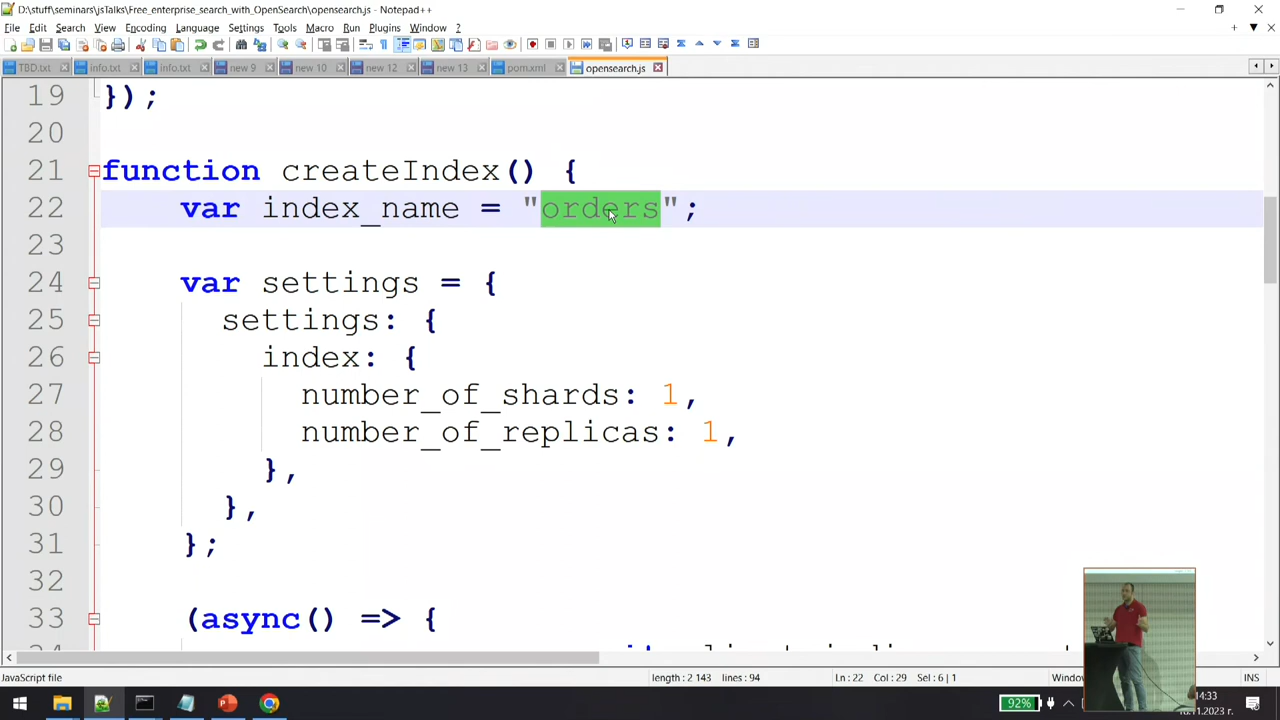 D:\stuff\seminars\jsTalks\Free_enterprise_search_with_OpenSearch\opensearch.js - Notepad++
File Edit Search View Encoding Language Settings Tools Macro Run Plugins Window ?
TBD.txt info.txt info.txt new 9 new 10 new 12 new 13 pom.xml opensearch.js
19 });
20
21 function createIndex() {
22 var index_name = "orders";
23
24 var settings = {
25 settings: {
26 index: {
27 number_of_shards: 1,
28 number_of_replicas: 1,
29 },
30 },
31 };
32
33 (async() => {
JavaScript file length : 2 143 lines : 94 Ln : 22 Col : 29 Sel : 6 | 1 Window INS
92% 14:33
.11.2023 г.